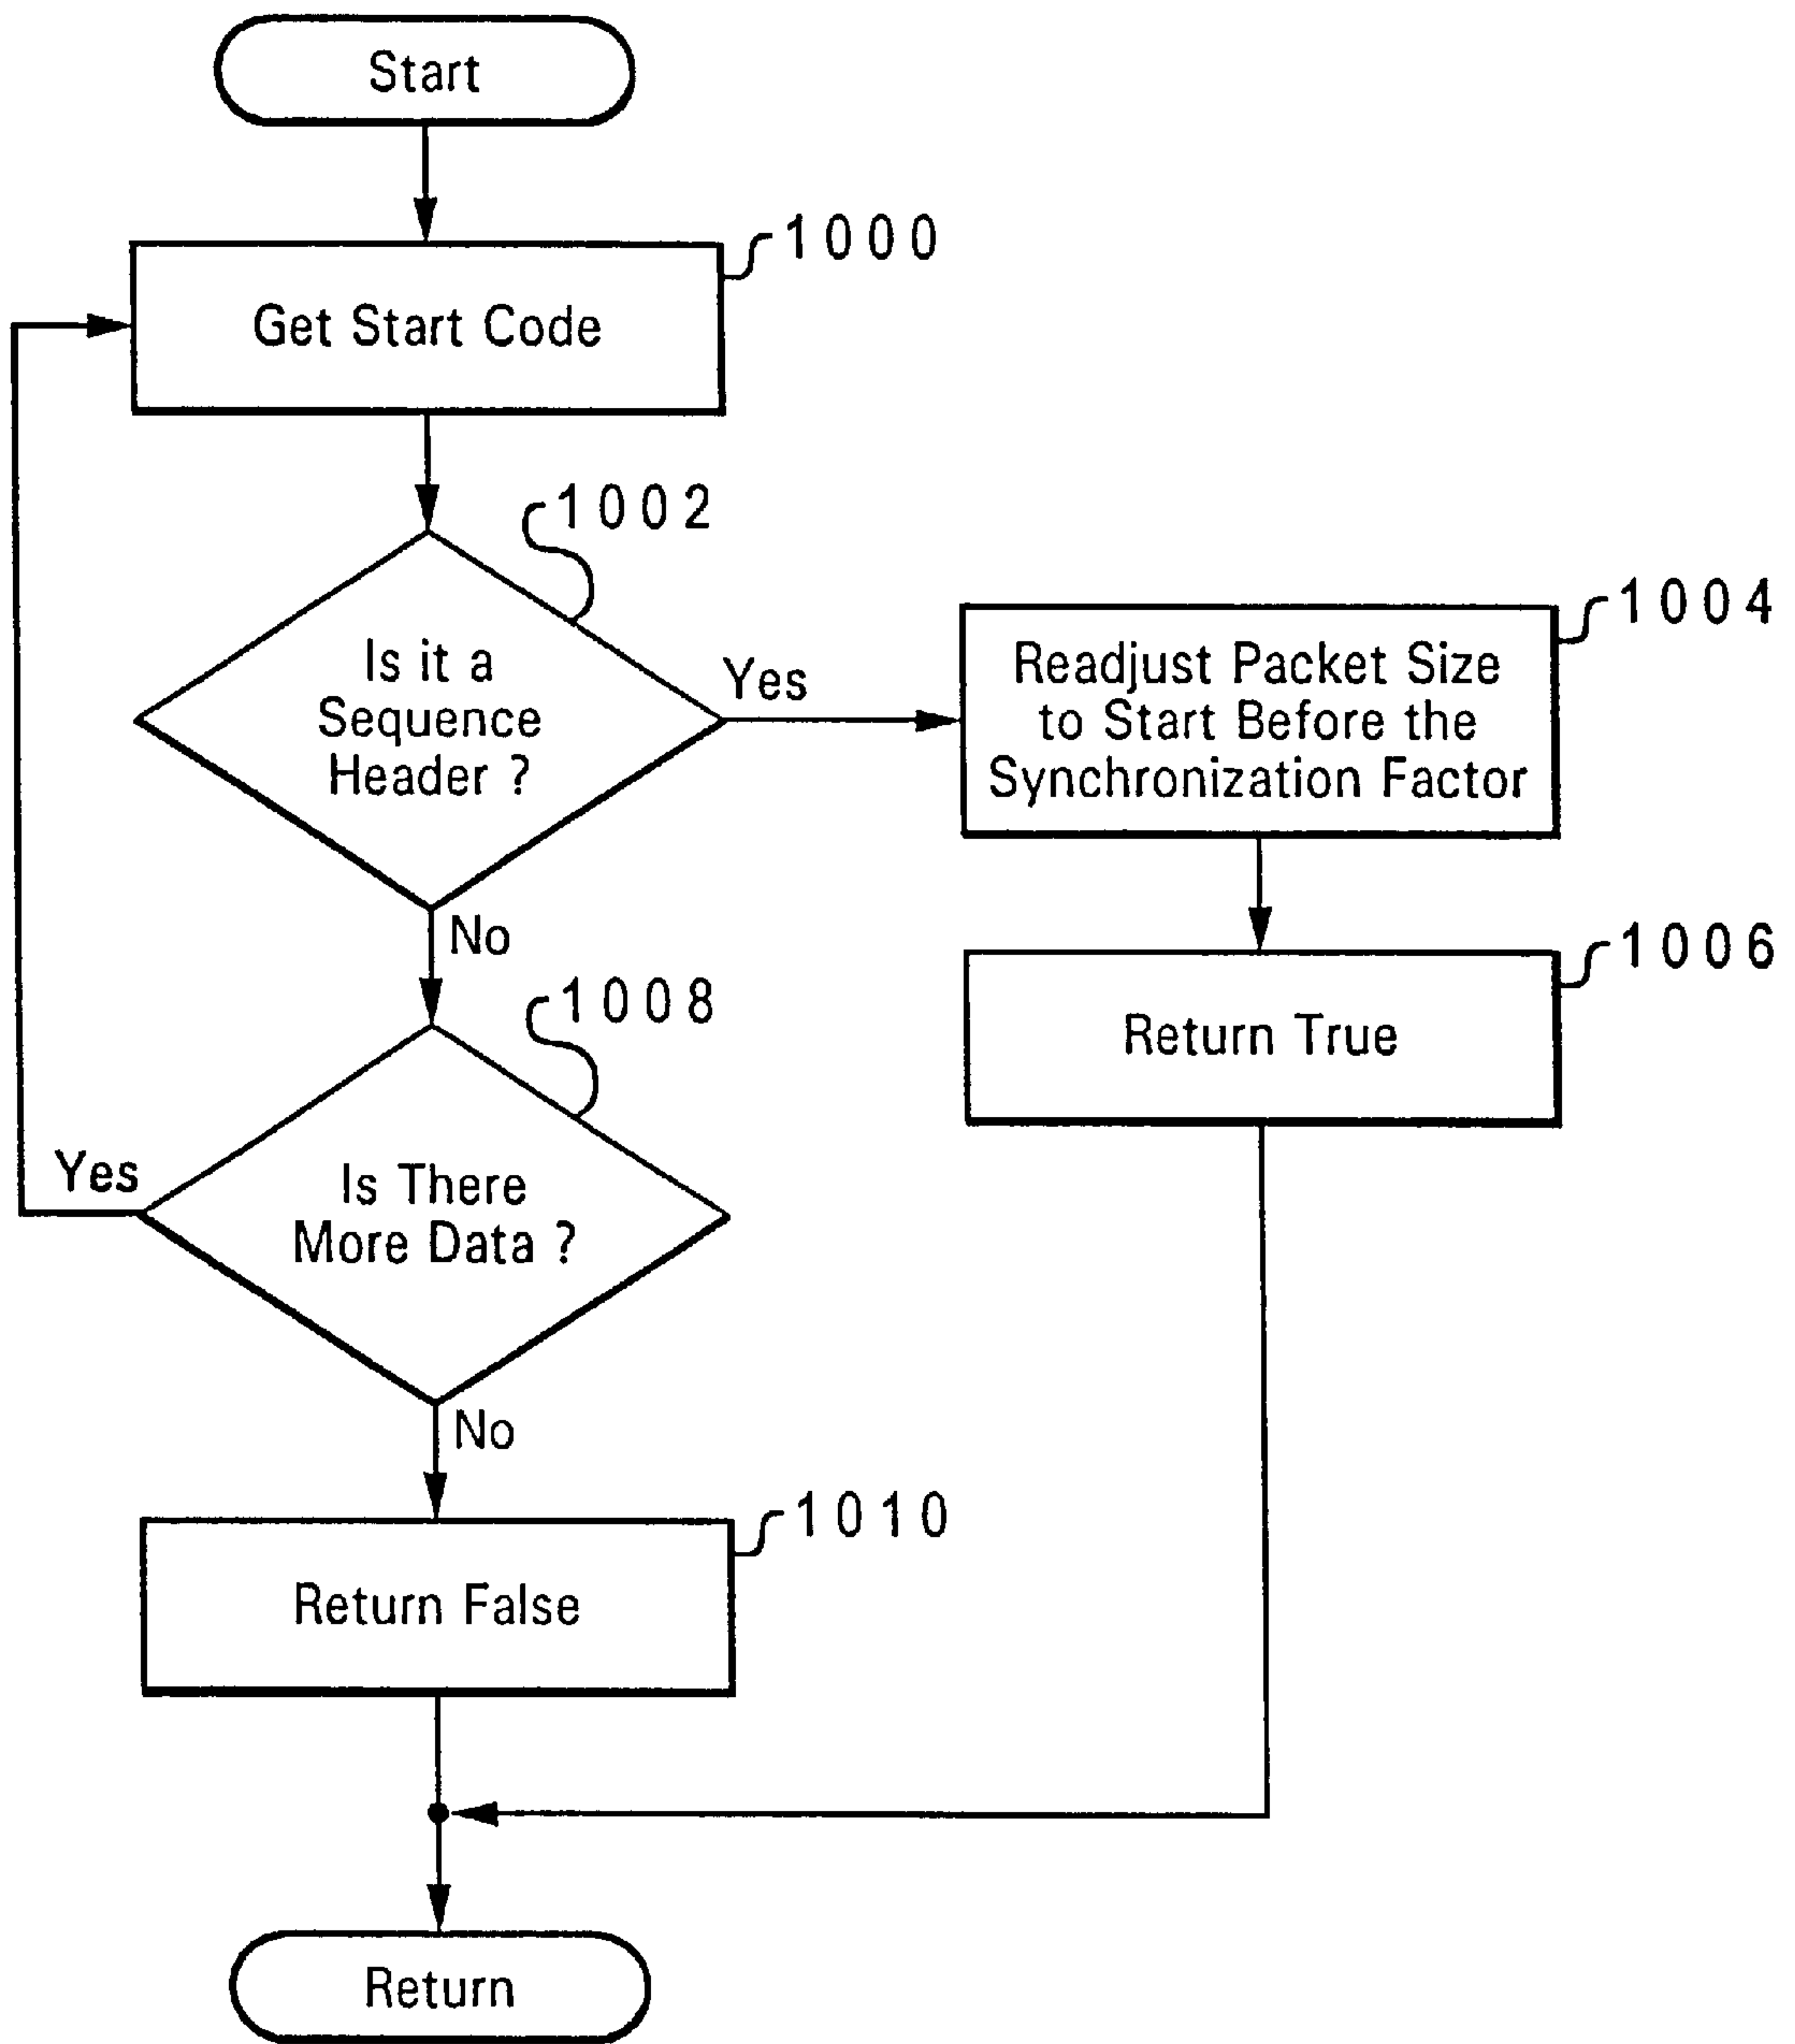 Start
1000
Get Start Code
1002
Is it a
Sequence
Header ?
Yes
1004
Readjust Packet Size
to Start Before the
Synchronization Factor
No
1006
Return True
1008
Is There
More Data ?
Yes
No
1010
Return False
Return